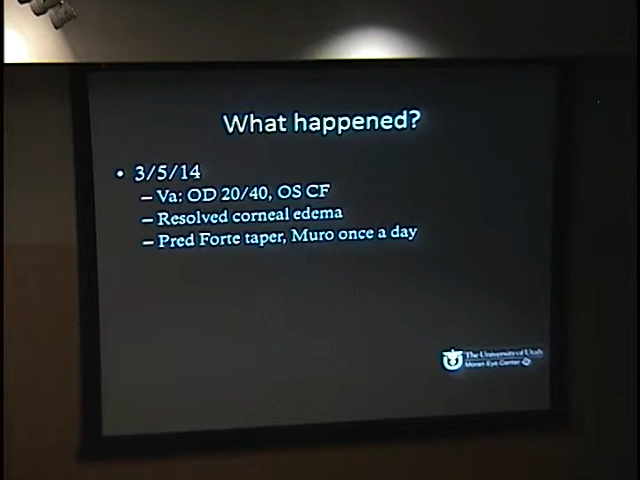 What happened?
• 3/5/14
– Va: OD 20/40, OS CF
– Resolved corneal edema
– Pred Forte taper, Muro once a day
The University of Utah
Moran Eye Center